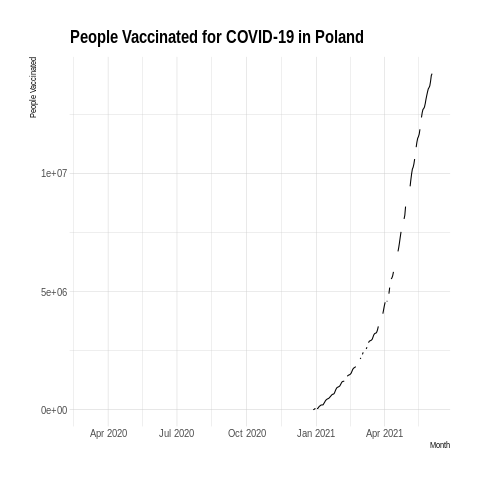 People Vaccinated for COVID-19 in Poland
People Vaccinated
1e+07
5e+06
0e+00
Apr 2020 Jul 2020 Oct 2020 Jan 2021 Apr 2021
Month